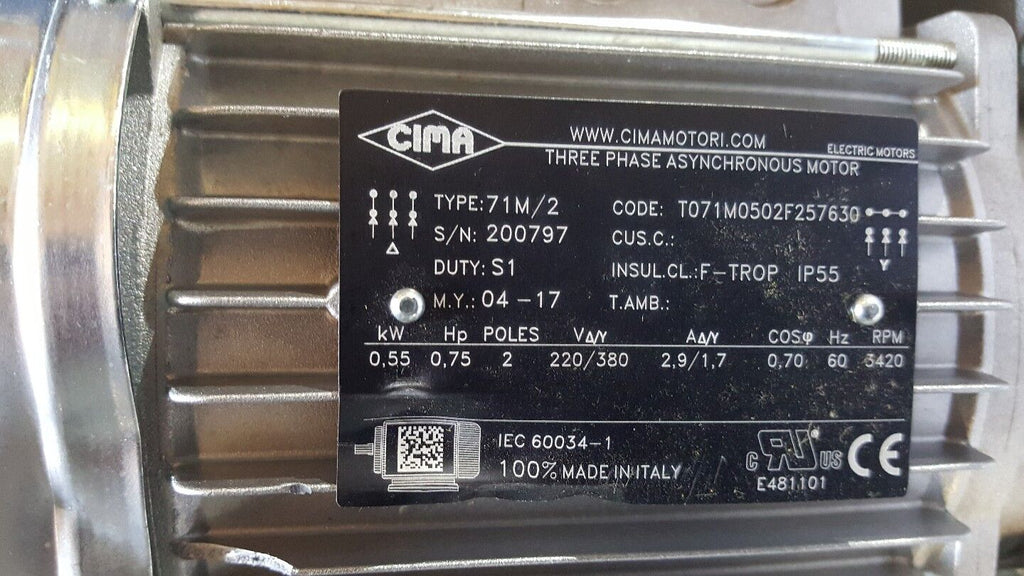 CIMA
WWW.CIMAMOTORI.COM
ELECTRIC MOTORS
THREE PHASE ASYNCHRONOUS MOTOR
TYPE: 71M/2 CODE: T071M0502F257630
S/N: 200797 CUS.C.:
DUTY: S1 INSUL.CL.: F-TROP IP55
M.Y.: 04-17 T.AMB.:
Δ Y
kW Hp POLES VΔ/Y AΔ/Y COSφ Hz RPM
0,55 0,75 2 220/380 2,9/1,7 0,70 60 3420
IEC 60034-1
100% MADE IN ITALY
C RU US CE
E481101